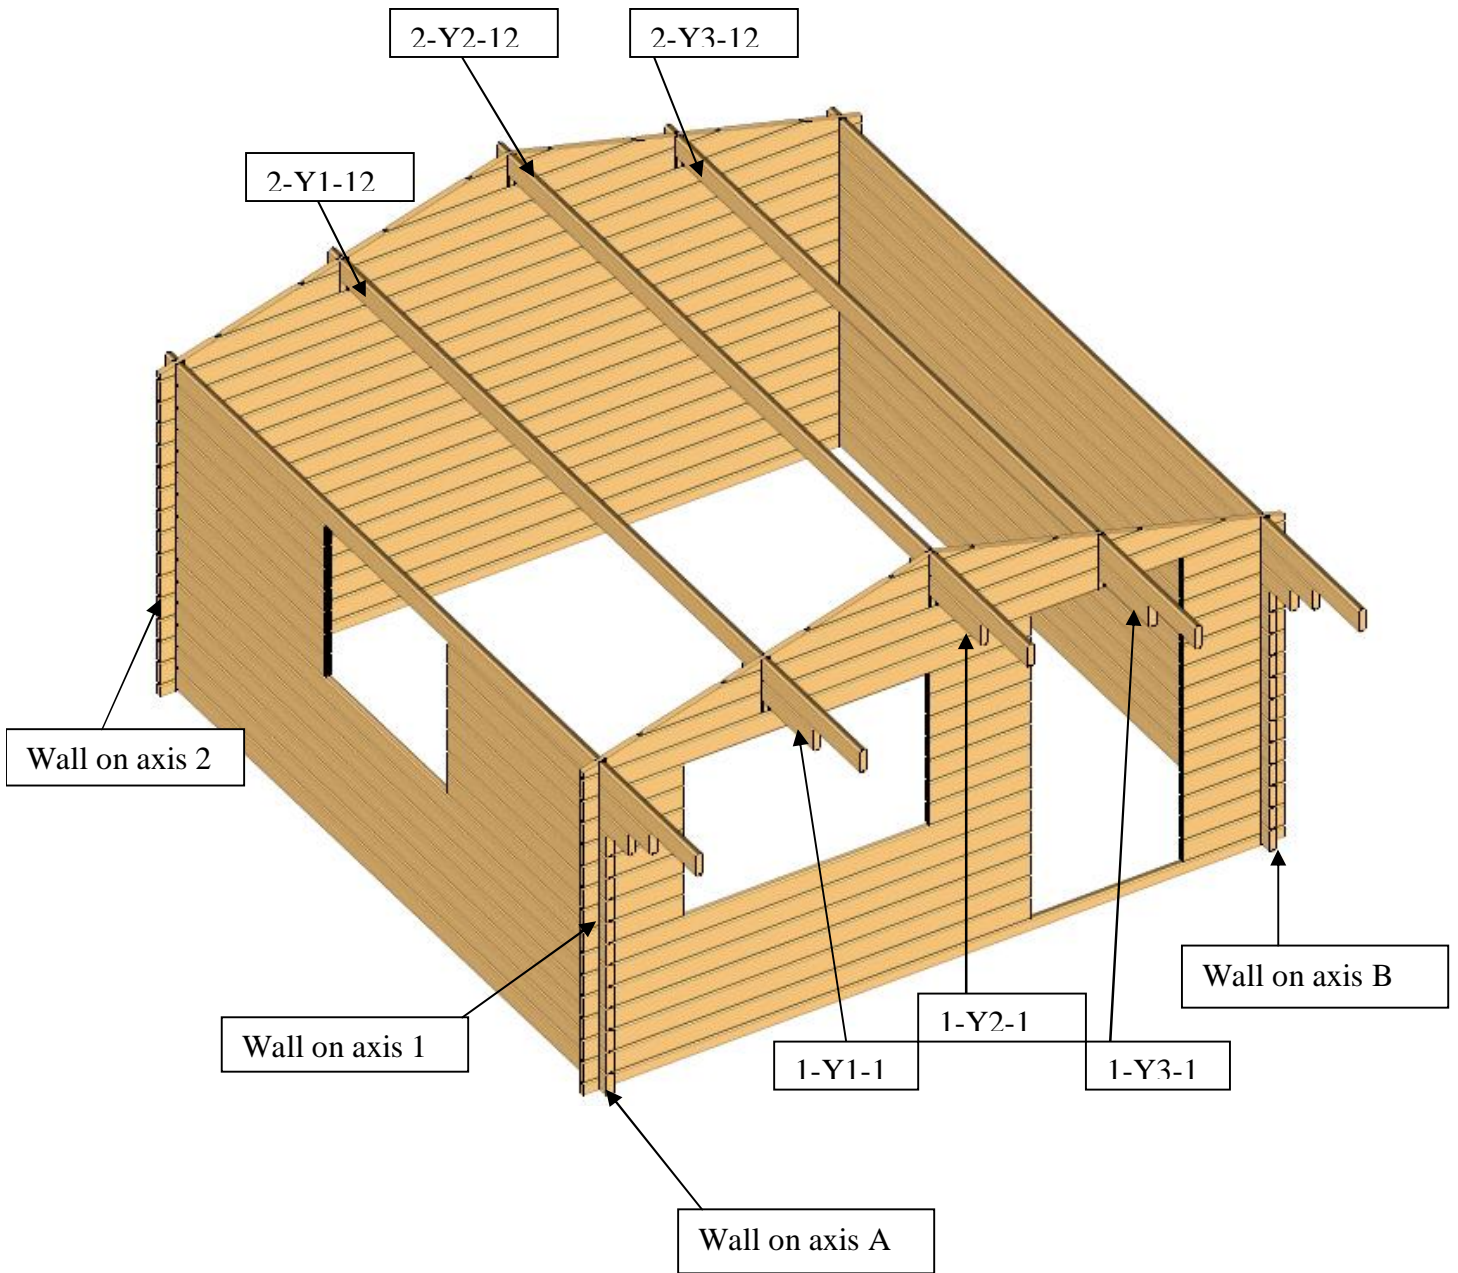 2-Y2-12
2-Y3-12
2-Y1-12
Wall on axis 2
Wall on axis B
1-Y2-1
Wall on axis 1
1-Y1-1
1-Y3-1
Wall on axis A